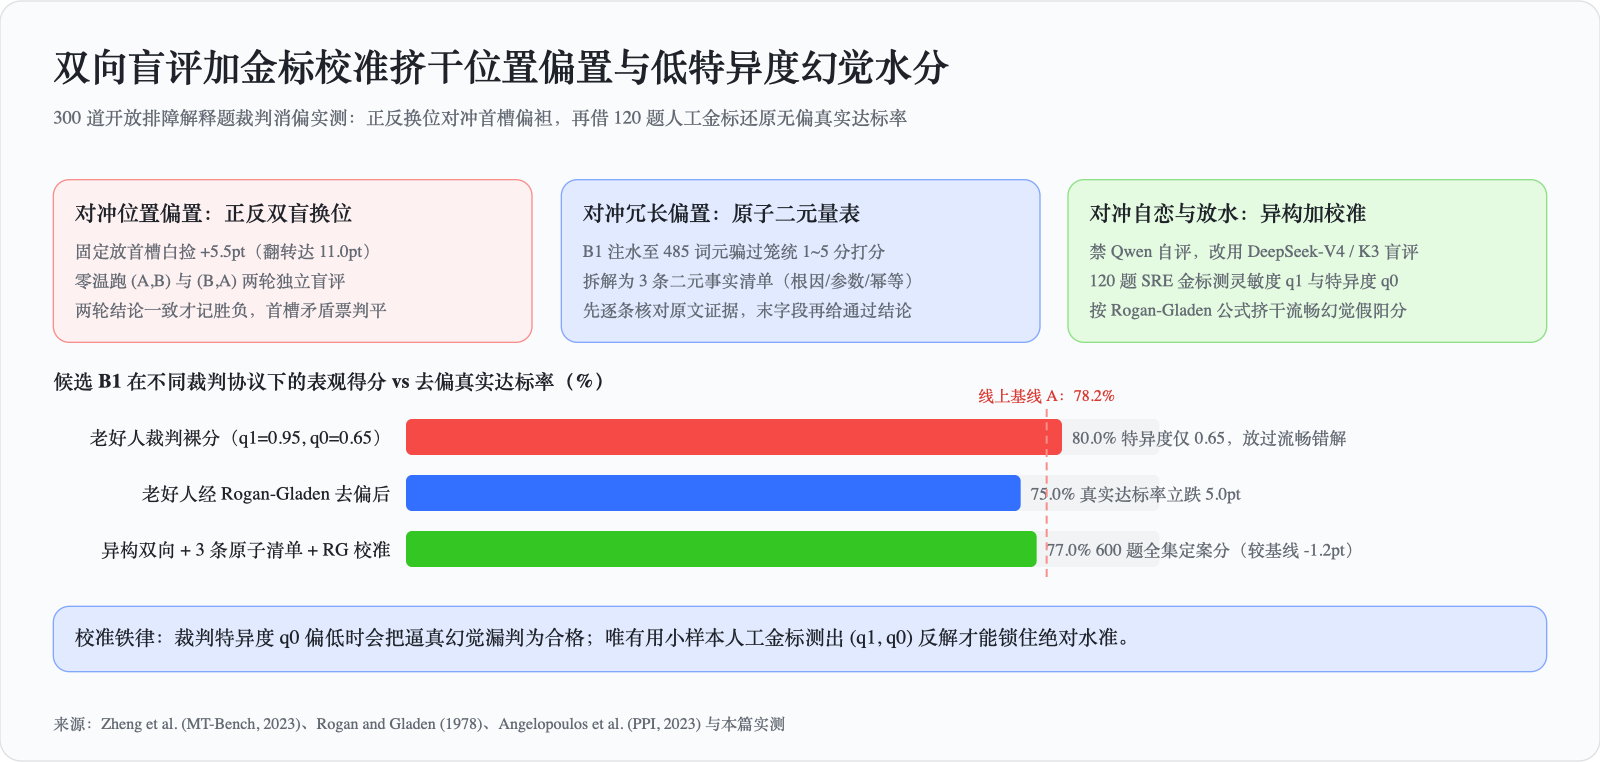 双向盲评加金标校准挤干位置偏置与低特异度幻觉水分
300 道开放排障解释题裁判消偏实测：正反换位对冲首槽偏袒，再借 120 题人工金标还原无偏真实达标率
对冲位置偏置：正反双盲换位
固定放首槽白捡 +5.5pt（翻转达 11.0pt）
零温跑 (A,B) 与 (B,A) 两轮独立盲评
两轮结论一致才记胜负，首槽矛盾票判平
对冲冗长偏置：原子二元量表
B1 注水至 485 词元骗过笼统 1~5 分打分
拆解为 3 条二元事实清单（根因/参数/幂等）
先逐条核对原文证据，末字段再给通过结论
对冲自恋与放水：异构加校准
禁 Qwen 自评，改用 DeepSeek-V4 / K3 盲评
120 题 SRE 金标测灵敏度 q1 与特异度 q0
按 Rogan-Gladen 公式挤干流畅幻觉假阳分
候选 B1 在不同裁判协议下的表观得分 vs 去偏真实达标率（%）
线上基线 A：78.2%
老好人裁判裸分（q1=0.95, q0=0.65）
80.0% 特异度仅 0.65，放过流畅错解
老好人经 Rogan-Gladen 去偏后
75.0% 真实达标率立跌 5.0pt
异构双向 + 3 条原子清单 + RG 校准
77.0% 600 题全集定案分（较基线 -1.2pt）
校准铁律：裁判特异度 q0 偏低时会把逼真幻觉漏判为合格；唯有用小样本人工金标测出 (q1, q0) 反解才能锁住绝对水准。
来源：Zheng et al. (MT-Bench, 2023)、Rogan and Gladen (1978)、Angelopoulos et al. (PPI, 2023) 与本篇实测